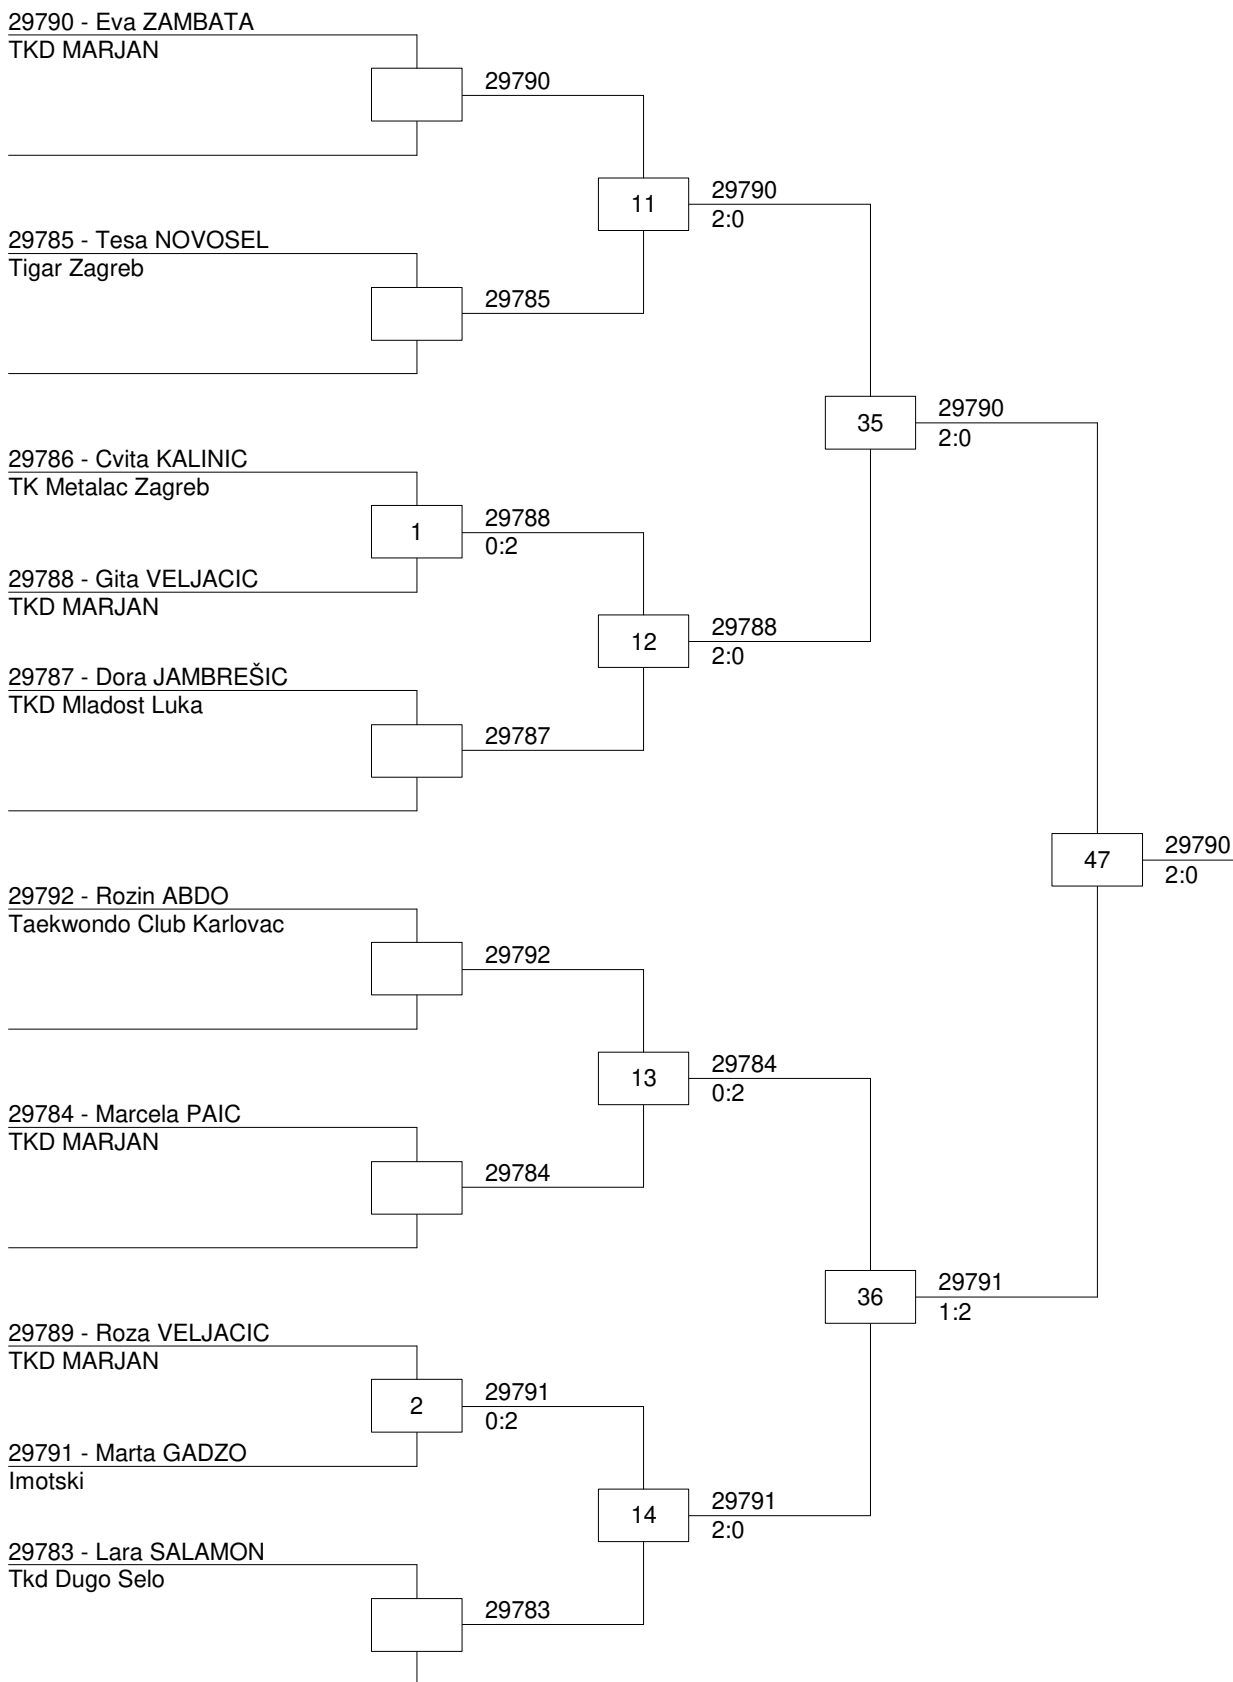 29790 - Eva ZAMBATA
TKD MARJAN
29790
11
29790
2:0
29785 - Tesa NOVOSEL
Tigar Zagreb
29785
35
29790
2:0
29786 - Cvita KALINIC
TK Metalac Zagreb
1
29788
0:2
29788 - Gita VELJACIC
TKD MARJAN
12
29788
2:0
29787 - Dora JAMBREŠIC
TKD Mladost Luka
29787
47
29790
2:0
29792 - Rozin ABDO
Taekwondo Club Karlovac
29792
13
29784
0:2
29784 - Marcela PAIC
TKD MARJAN
29784
36
29791
1:2
29789 - Roza VELJACIC
TKD MARJAN
2
29791
0:2
29791 - Marta GADZO
Imotski
14
29791
2:0
29783 - Lara SALAMON
Tkd Dugo Selo
29783